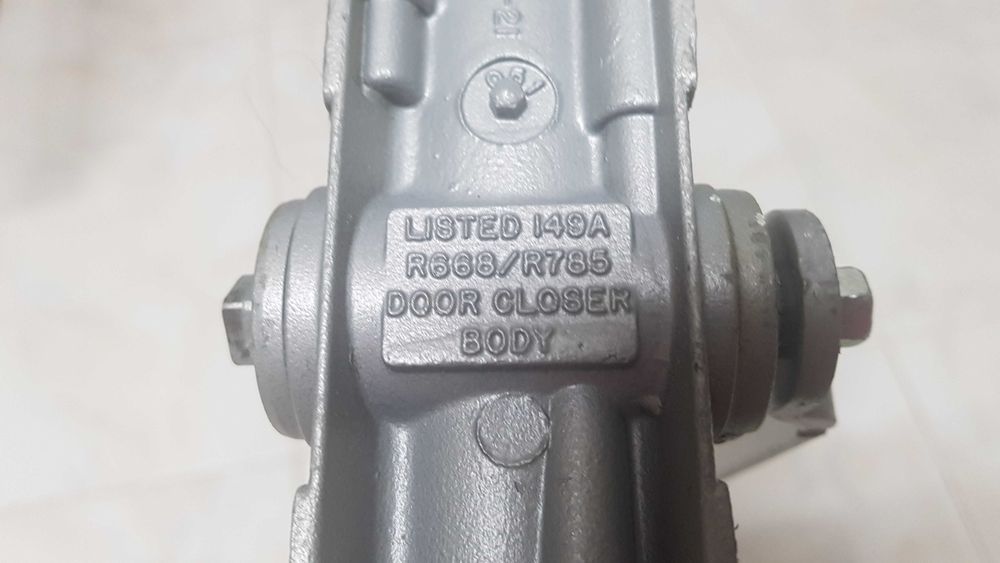 LISTED 149A
R668/R785
DOOR CLOSER
BODY